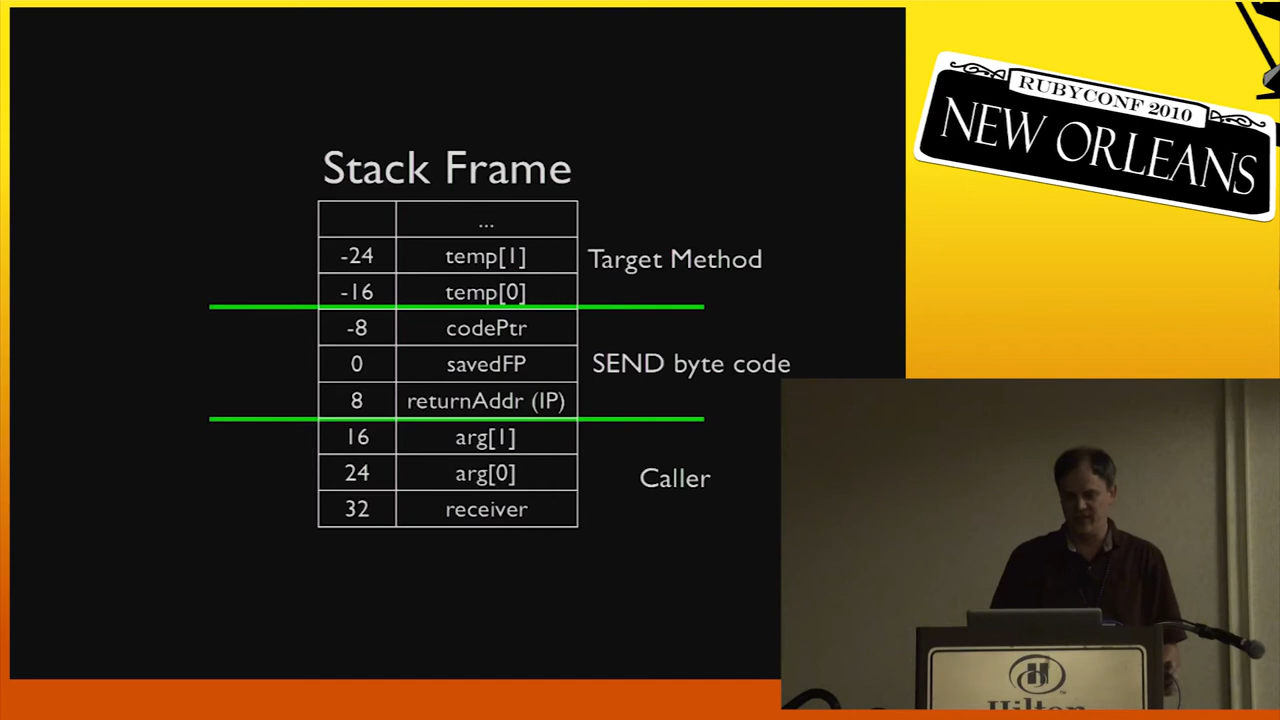 Stack Frame
...
-24 temp[1] Target Method
-16 temp[0]
-8 codePtr
0 savedFP SEND byte code
8 returnAddr (IP)
16 arg[1]
24 arg[0] Caller
32 receiver
RUBYCONF 2010
NEW ORLEANS
Hilton